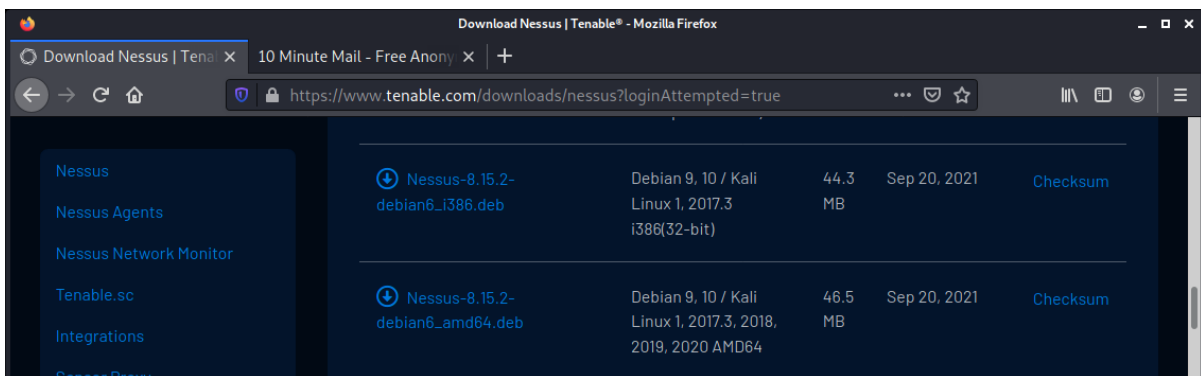 Download Nessus | Tenable® - Mozilla Firefox
Download Nessus | Tenal
10 Minute Mail - Free Anony
https://www.tenable.com/downloads/nessus?loginAttempted=true
Nessus
Nessus Agents
Nessus Network Monitor
Tenable.sc
Integrations
Sensor Proxy
Nessus-8.15.2-
debian6_i386.deb
Debian 9, 10 / Kali
Linux 1, 2017.3
i386(32-bit)
44.3
MB
Sep 20, 2021
Checksum
Nessus-8.15.2-
debian6_amd64.deb
Debian 9, 10 / Kali
Linux 1, 2017.3, 2018,
2019, 2020 AMD64
46.5
MB
Sep 20, 2021
Checksum